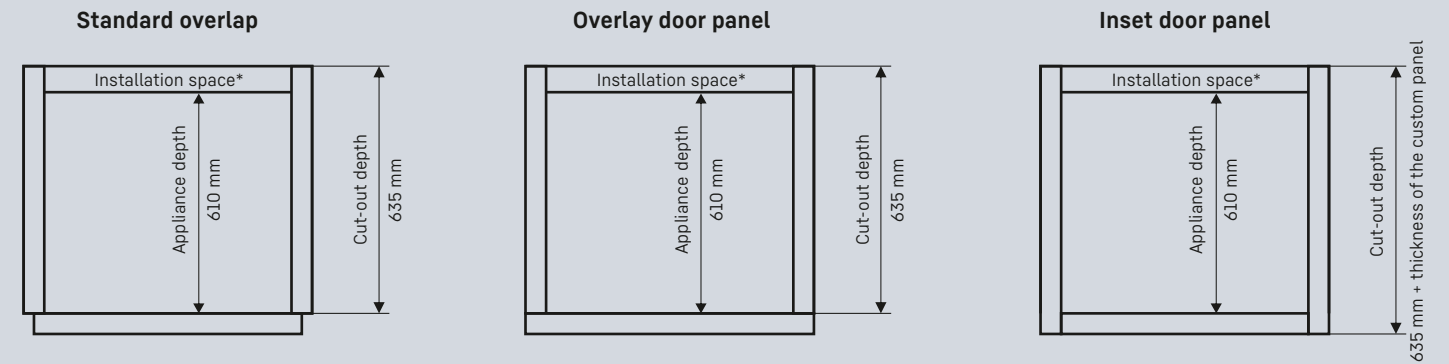 Standard overlap
Installation space*
Appliance depth
610 mm
Cut-out depth
635 mm
Overlay door panel
Installation space*
Appliance depth
610 mm
Cut-out depth
635 mm
Inset door panel
Installation space*
Appliance depth
610 mm
Cut-out depth
635 mm + thickness of the custom panel